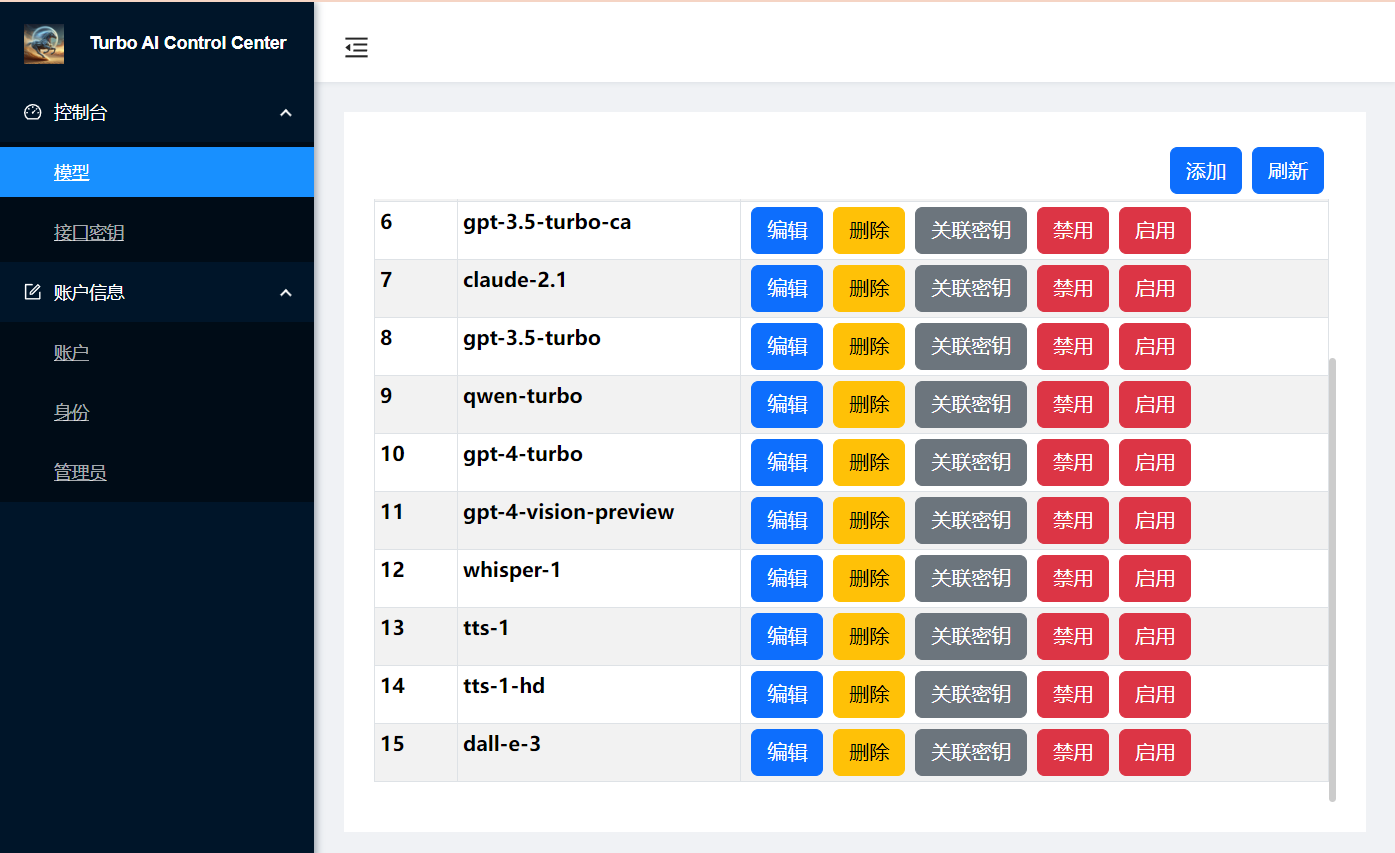 Turbo AI Control Center
控制台
模型
接口密钥
账户信息
账户
身份
管理员
添加 刷新
6 gpt-3.5-turbo-ca 编辑 删除 关联密钥 禁用 启用
7 claude-2.1 编辑 删除 关联密钥 禁用 启用
8 gpt-3.5-turbo 编辑 删除 关联密钥 禁用 启用
9 qwen-turbo 编辑 删除 关联密钥 禁用 启用
10 gpt-4-turbo 编辑 删除 关联密钥 禁用 启用
11 gpt-4-vision-preview 编辑 删除 关联密钥 禁用 启用
12 whisper-1 编辑 删除 关联密钥 禁用 启用
13 tts-1 编辑 删除 关联密钥 禁用 启用
14 tts-1-hd 编辑 删除 关联密钥 禁用 启用
15 dall-e-3 编辑 删除 关联密钥 禁用 启用